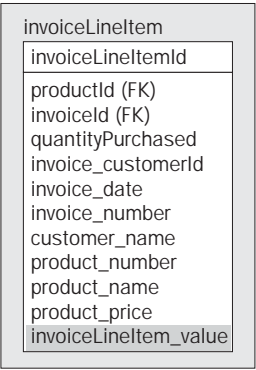 invoiceLineItem
invoiceLineItemId
productId (FK)
invoiceId (FK)
quantityPurchased
invoice_customerId
invoice_date
invoice_number
customer_name
product_number
product_name
product_price
invoiceLineItem_value